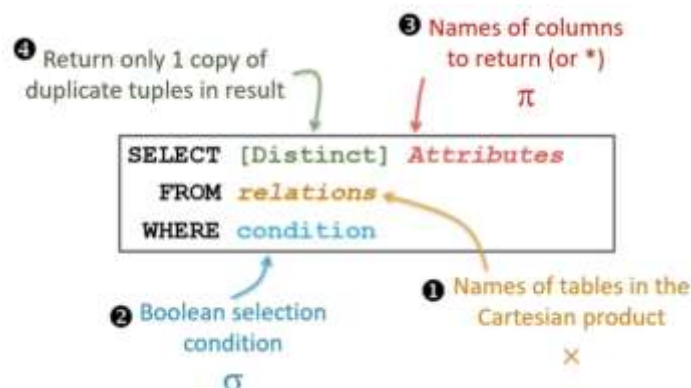 ❹ Return only 1 copy of
duplicate tuples in result
❸ Names of columns
to return (or *)
π
SELECT [Distinct] Attributes
FROM relations
WHERE condition
❷ Boolean selection
condition
σ
❶ Names of tables in the
Cartesian product
×